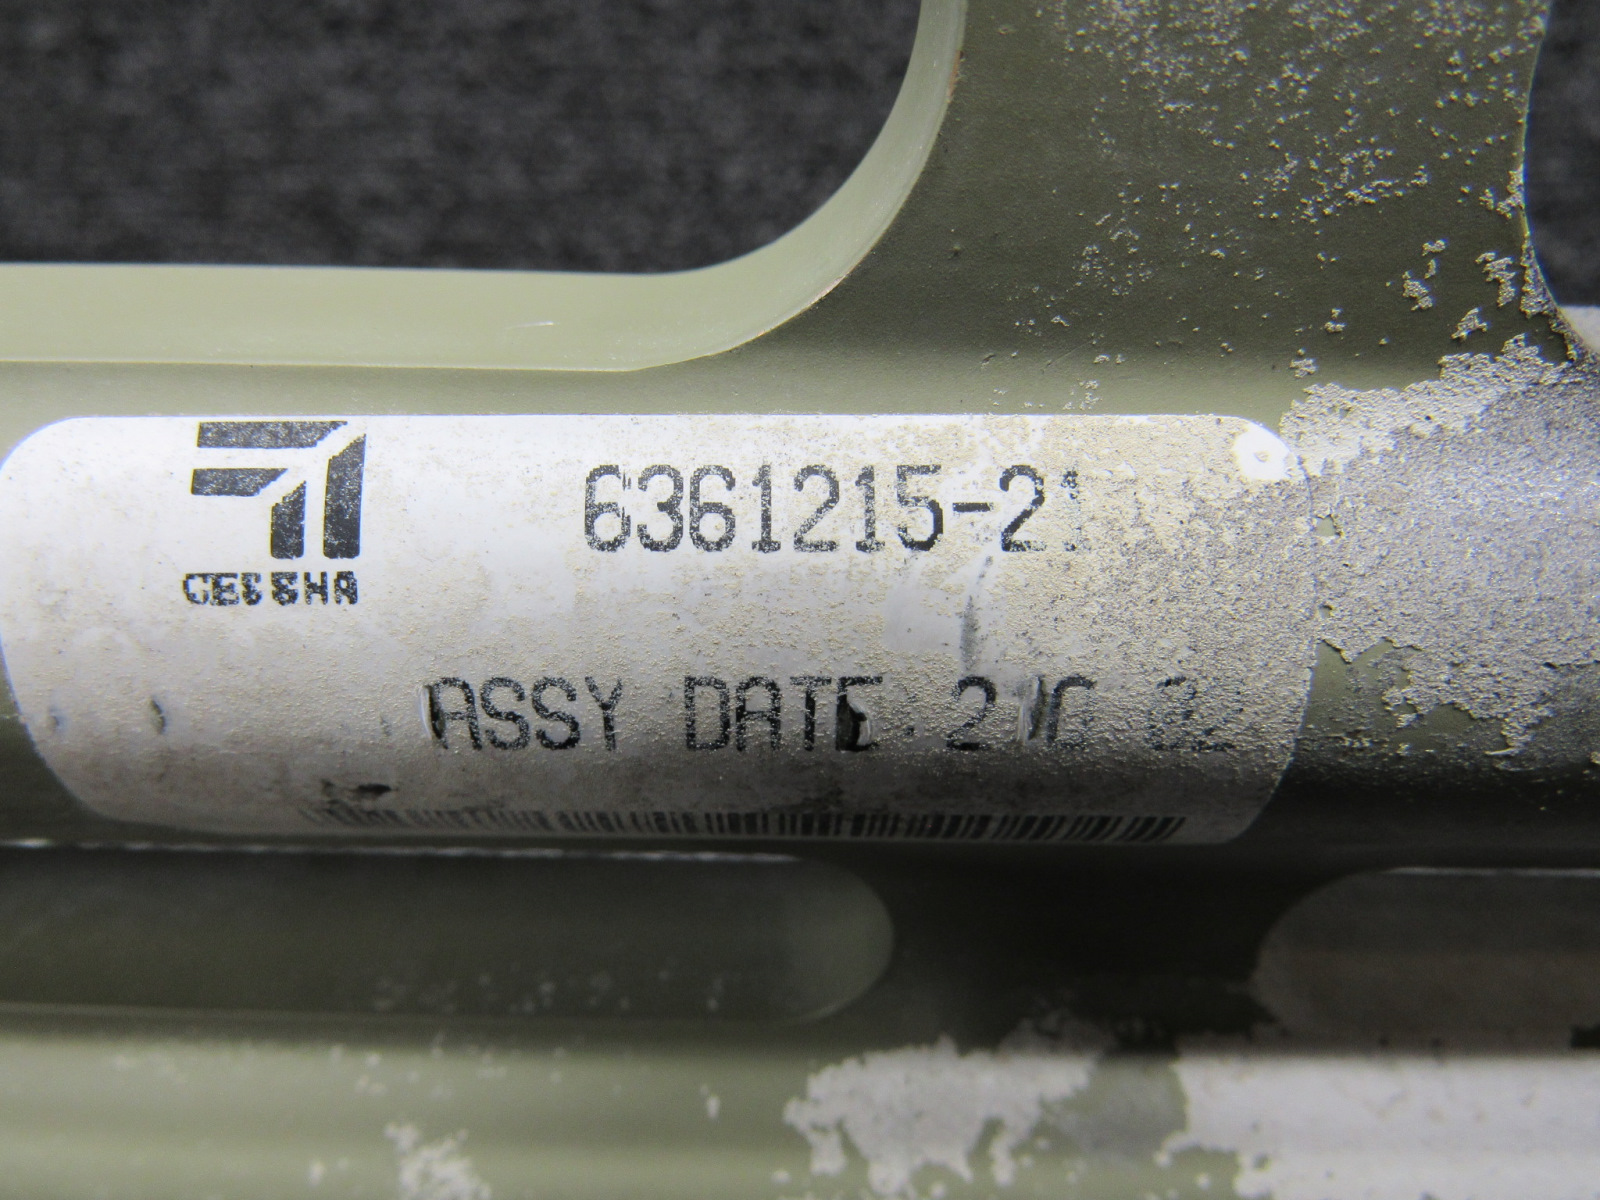 6361215-21
CESSNA
ASSY DATE